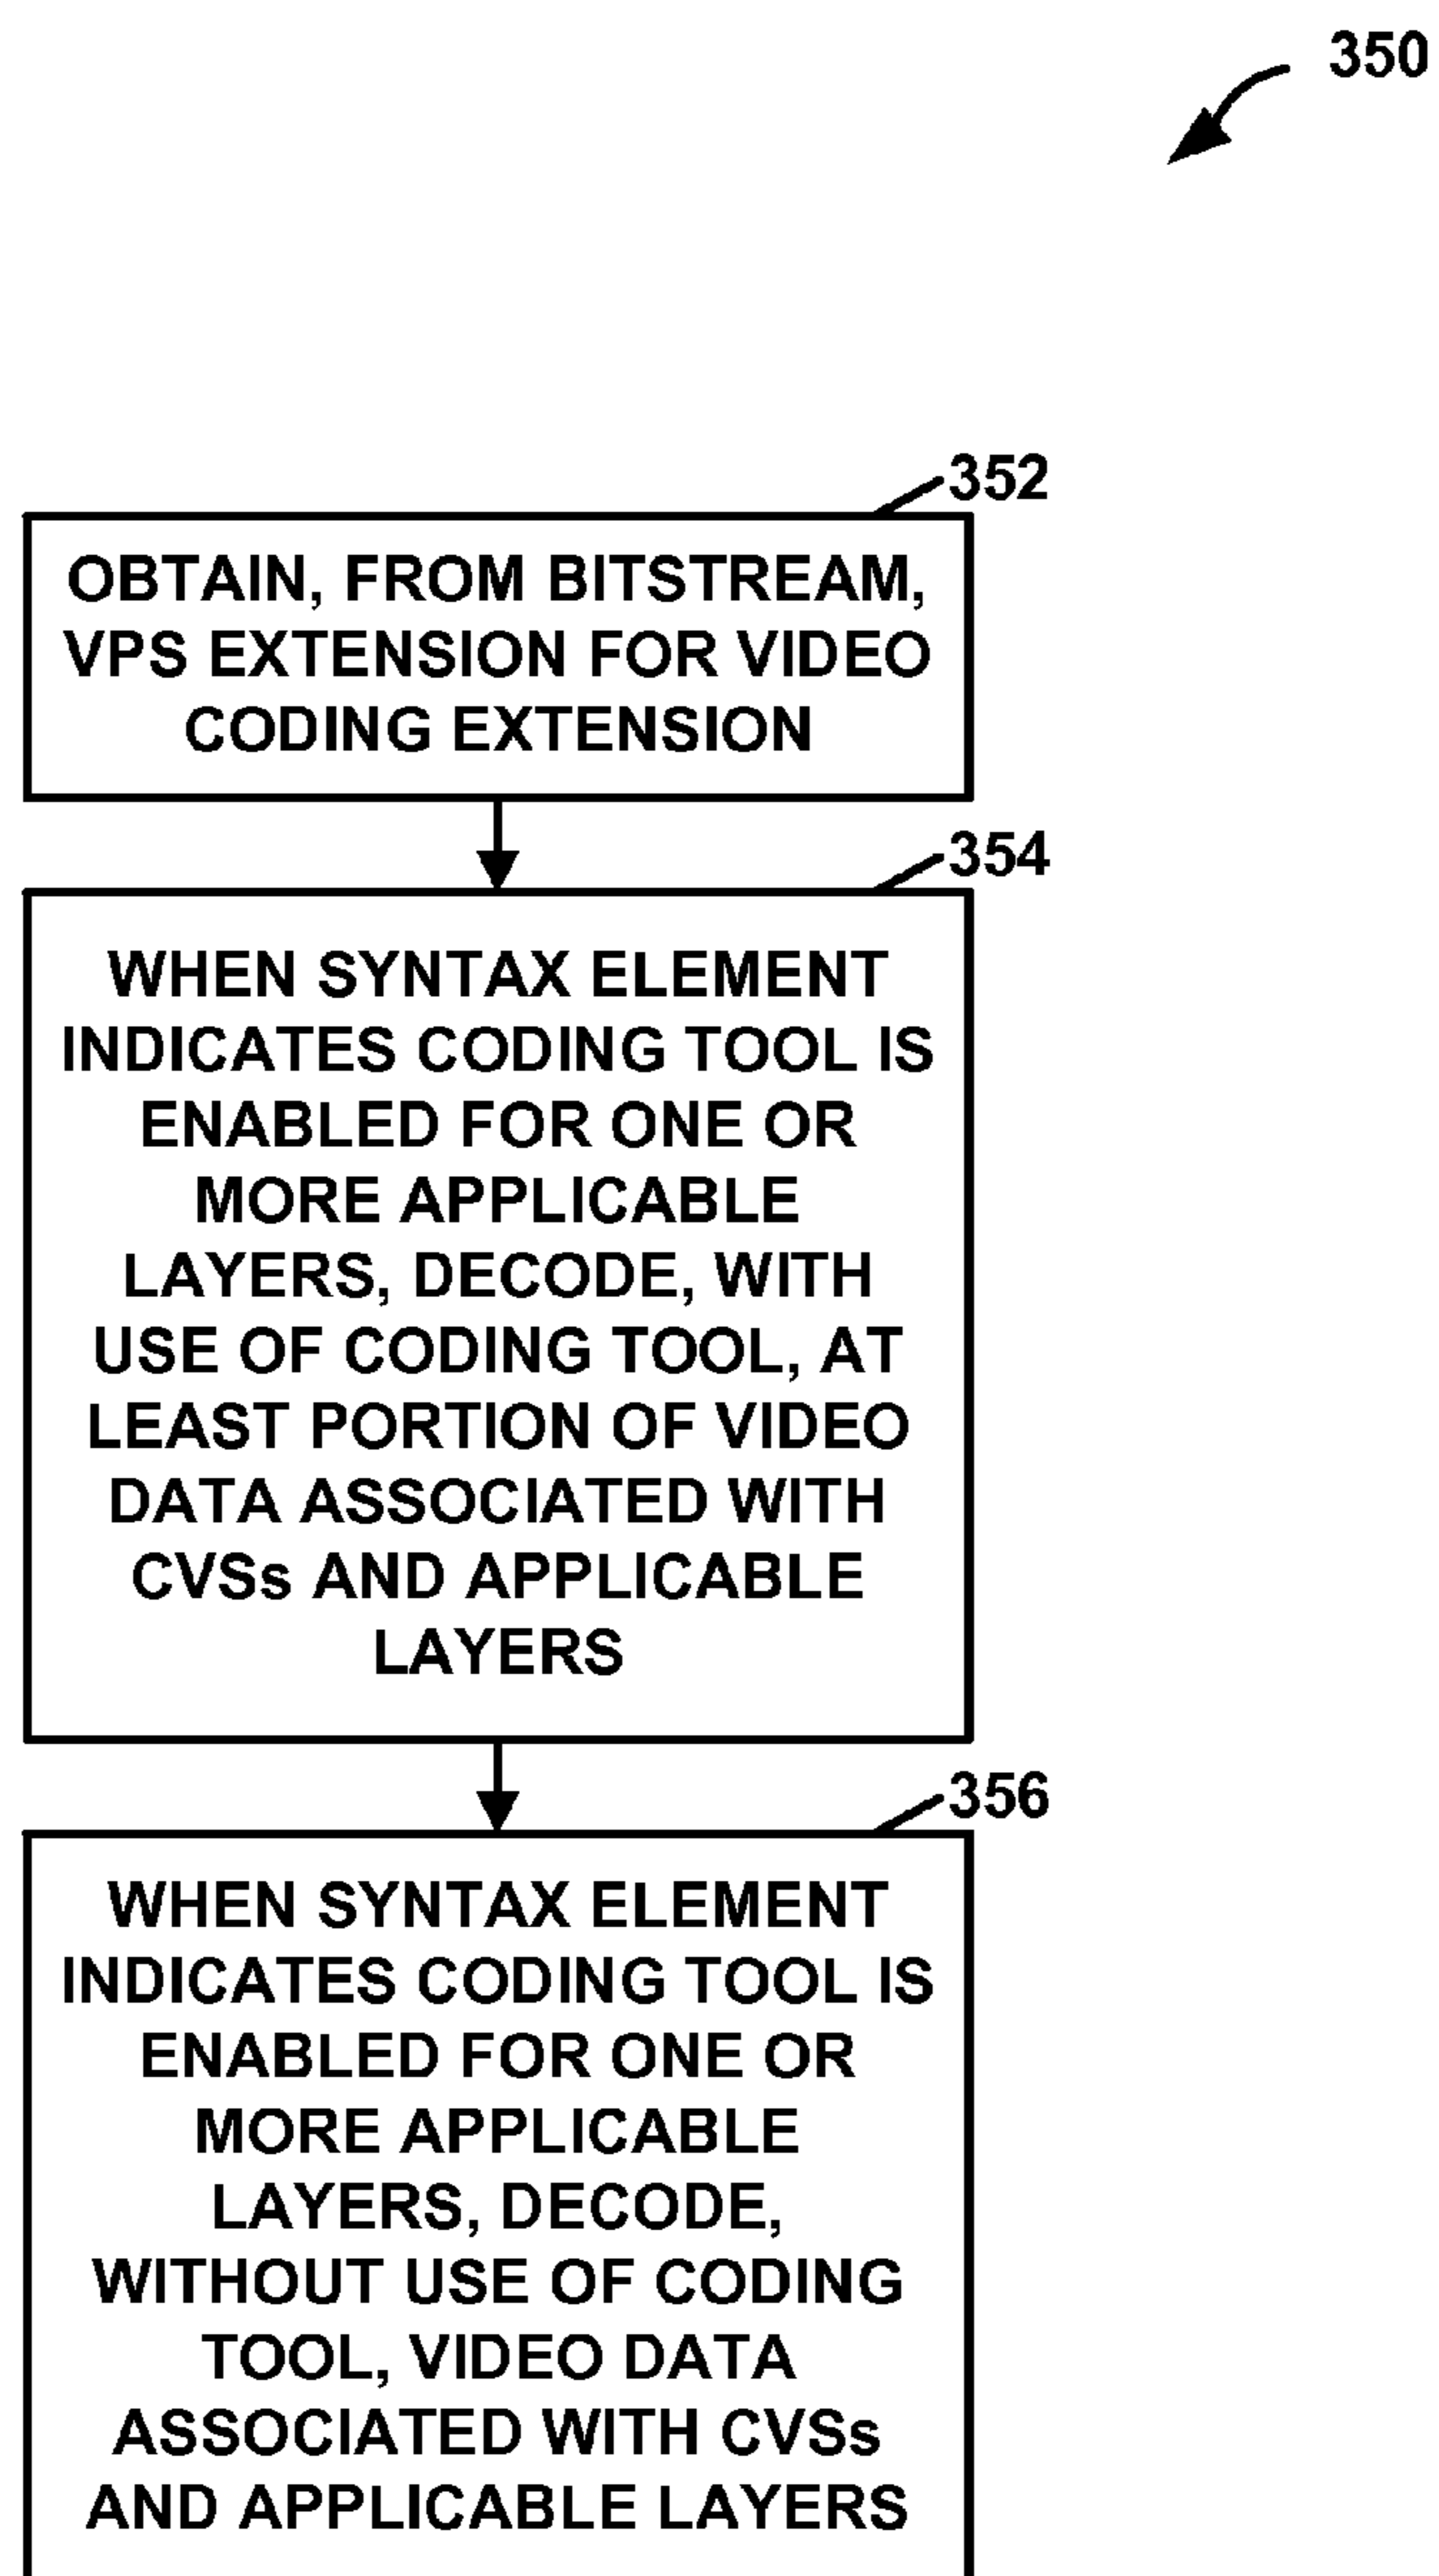 350
352
OBTAIN, FROM BITSTREAM,
VPS EXTENSION FOR VIDEO
CODING EXTENSION
354
WHEN SYNTAX ELEMENT
INDICATES CODING TOOL IS
ENABLED FOR ONE OR
MORE APPLICABLE
LAYERS, DECODE, WITH
USE OF CODING TOOL, AT
LEAST PORTION OF VIDEO
DATA ASSOCIATED WITH
CVSs AND APPLICABLE
LAYERS
356
WHEN SYNTAX ELEMENT
INDICATES CODING TOOL IS
ENABLED FOR ONE OR
MORE APPLICABLE
LAYERS, DECODE,
WITHOUT USE OF CODING
TOOL, VIDEO DATA
ASSOCIATED WITH CVSs
AND APPLICABLE LAYERS